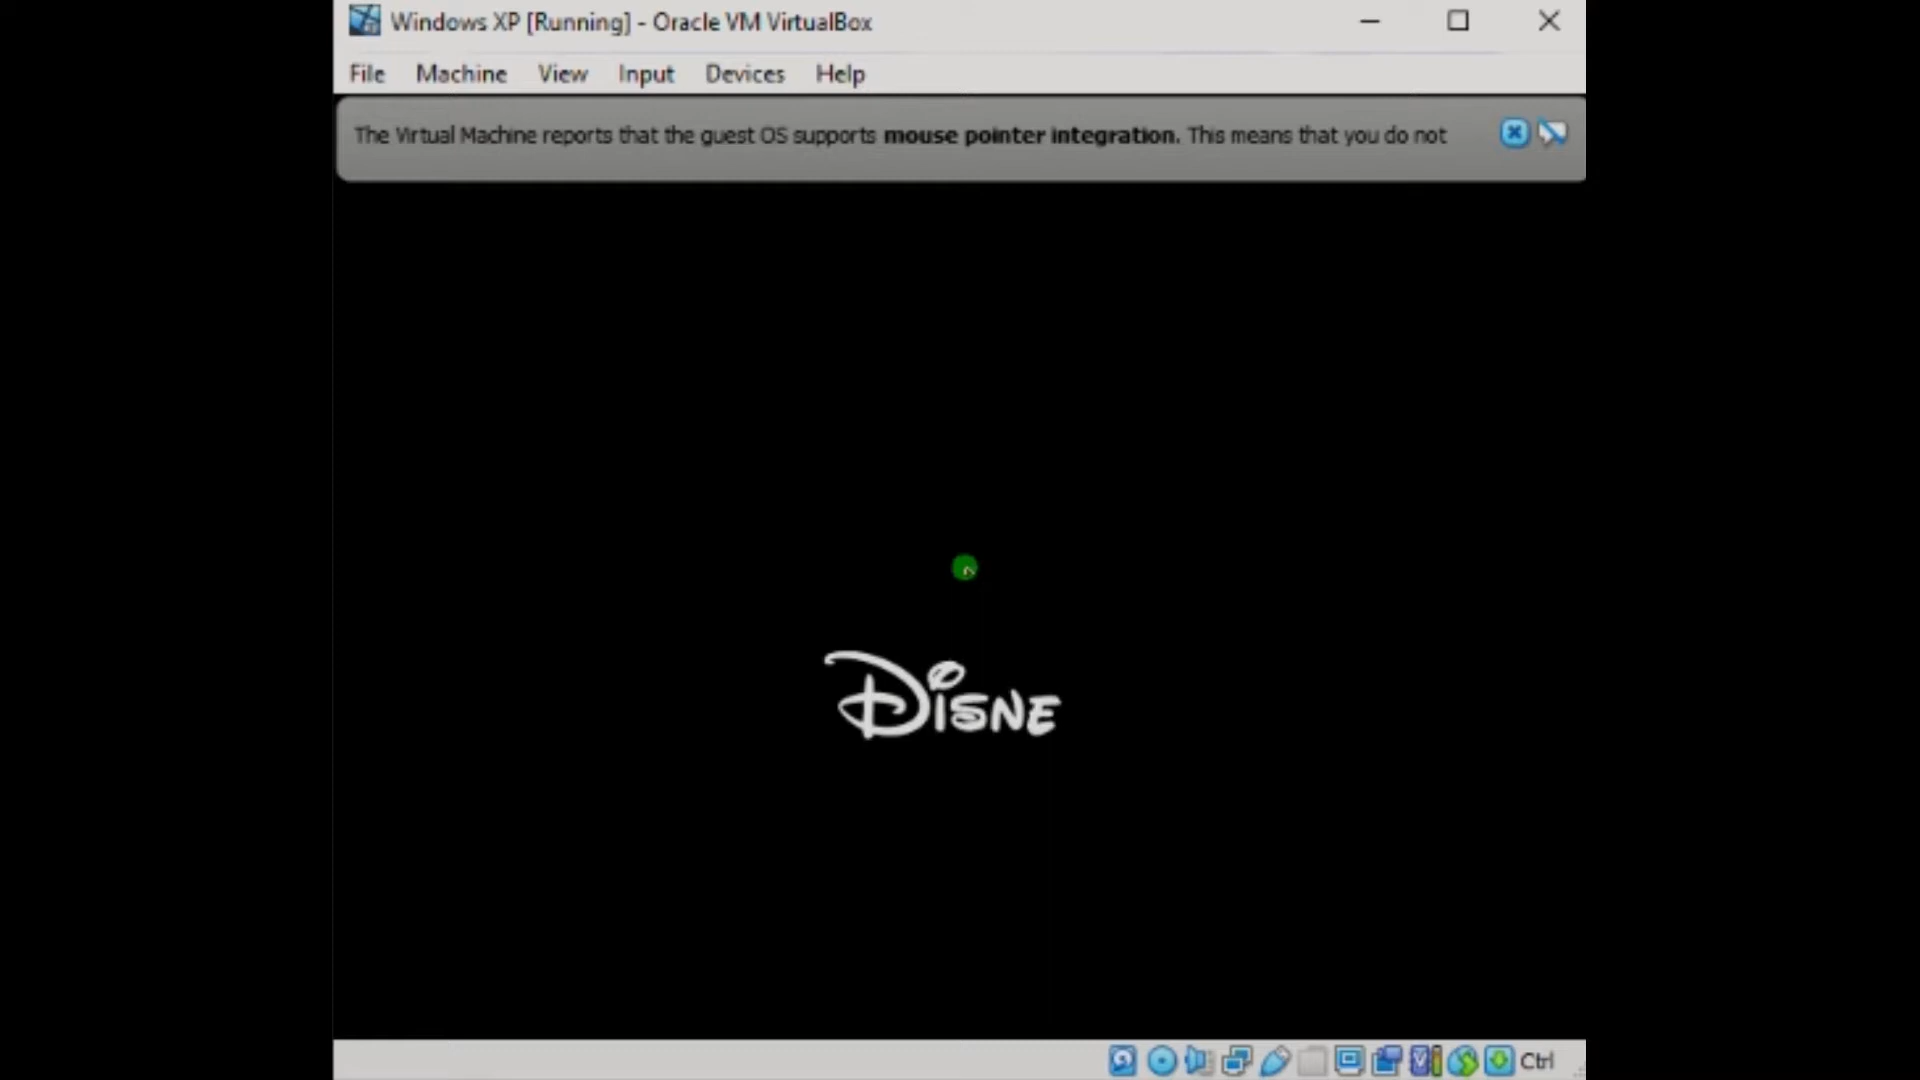 Windows XP [Running] - Oracle VM VirtualBox
File Machine View Input Devices Help
The Virtual Machine reports that the guest OS supports mouse pointer integration. This means that you do not
DISNE
Ctrl